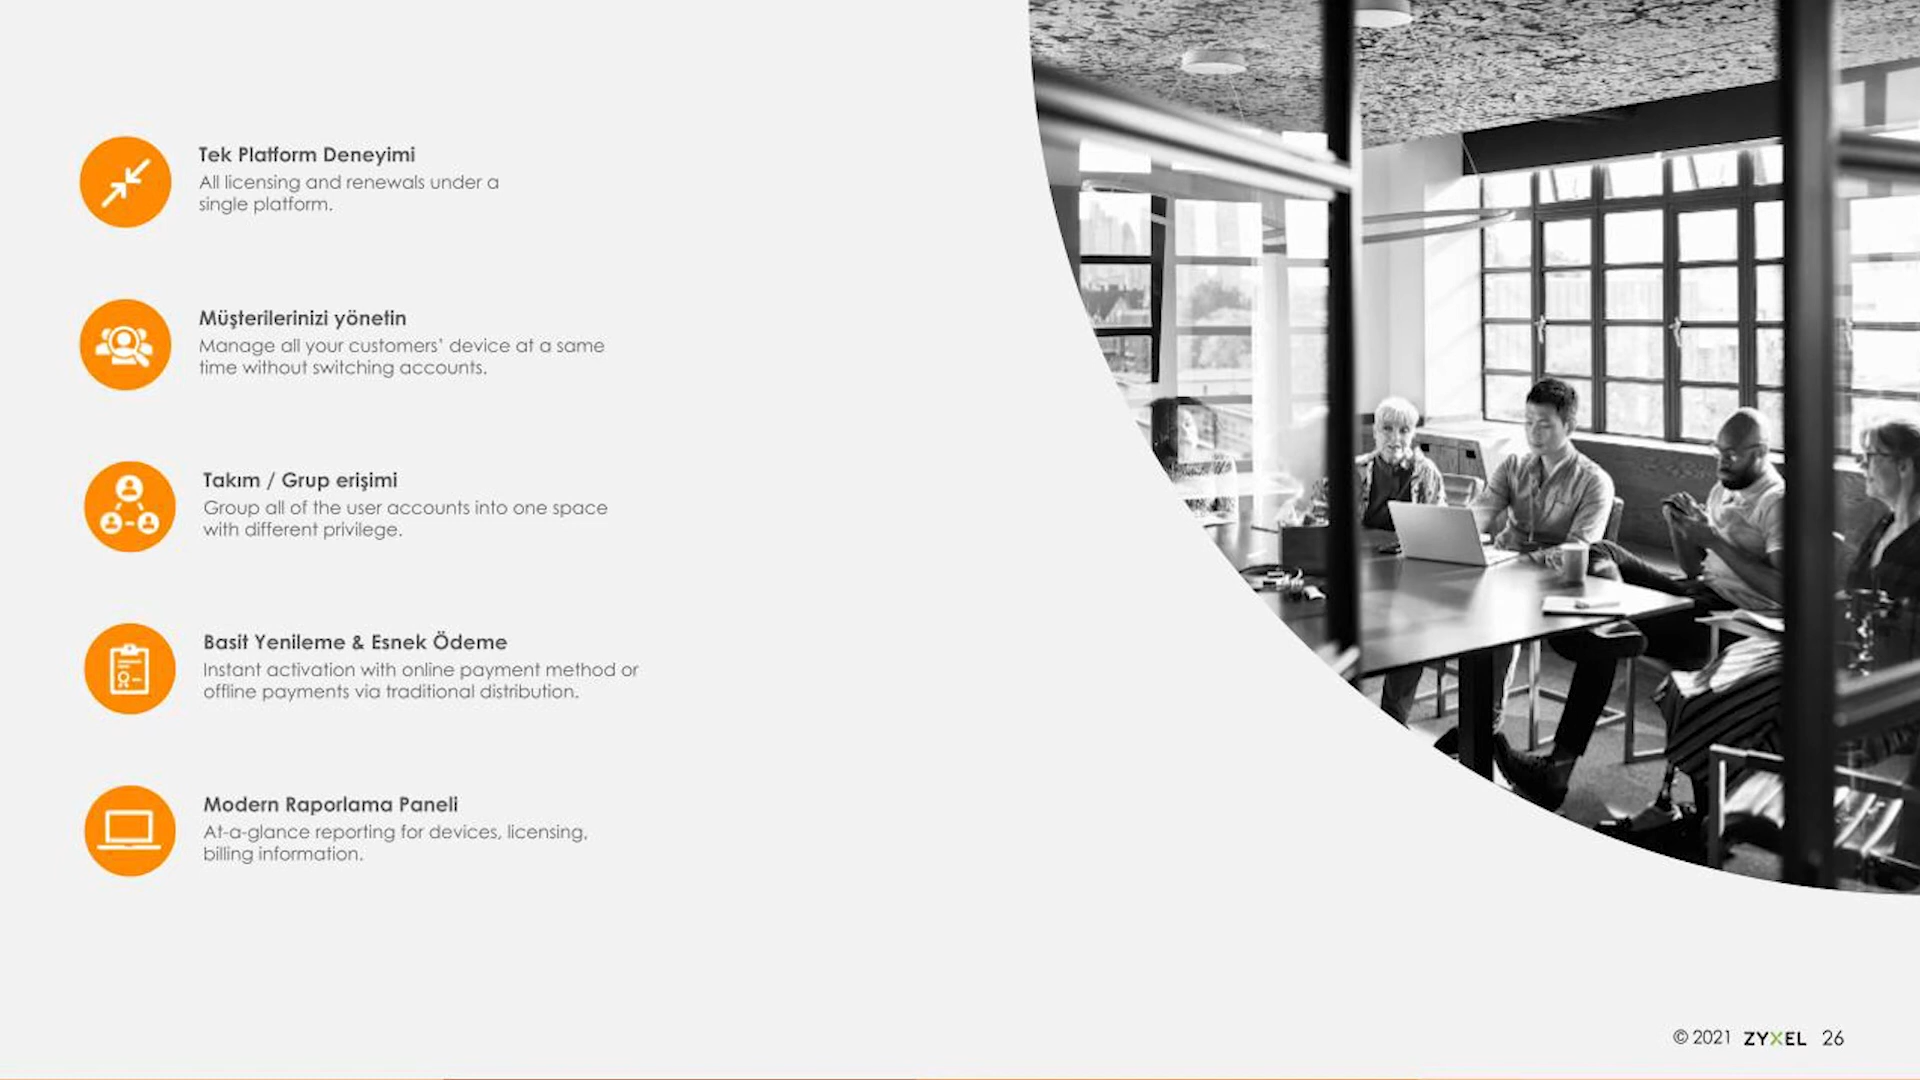 Tek Platform Deneyimi
All licensing and renewals under a
single platform.
Müşterilerinizi yönetin
Manage all your customers’ device at a same
time without switching accounts.
Takım / Grup erişimi
Group all of the user accounts into one space
with different privilege.
Basit Yenileme & Esnek Ödeme
Instant activation with online payment method or
offline payments via traditional distribution.
Modern Raporlama Paneli
At-a-glance reporting for devices, licensing,
billing information.
© 2021 ZYXEL 26